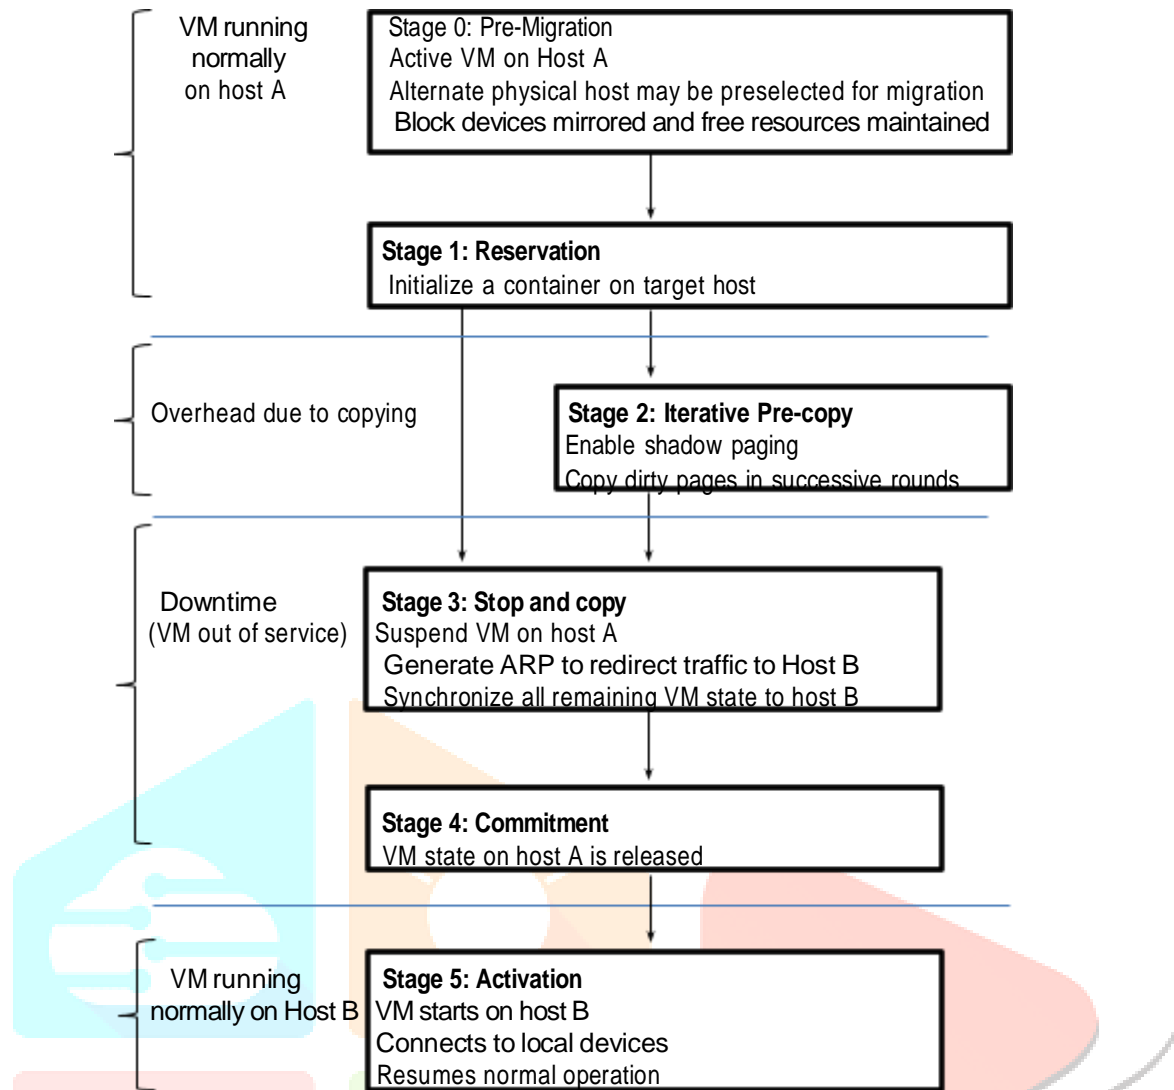 VM running
normally
on host A
Stage 0: Pre-Migration
Active VM on Host A
Alternate physical host may be preselected for migration
Block devices mirrored and free resources maintained
Stage 1: Reservation
Initialize a container on target host
Overhead due to copying
Stage 2: Iterative Pre-copy
Enable shadow paging
Copy dirty pages in successive rounds
Downtime
(VM out of service)
Stage 3: Stop and copy
Suspend VM on host A
Generate ARP to redirect traffic to Host B
Synchronize all remaining VM state to host B
Stage 4: Commitment
VM state on host A is released
VM running
normally on Host B
Stage 5: Activation
VM starts on host B
Connects to local devices
Resumes normal operation